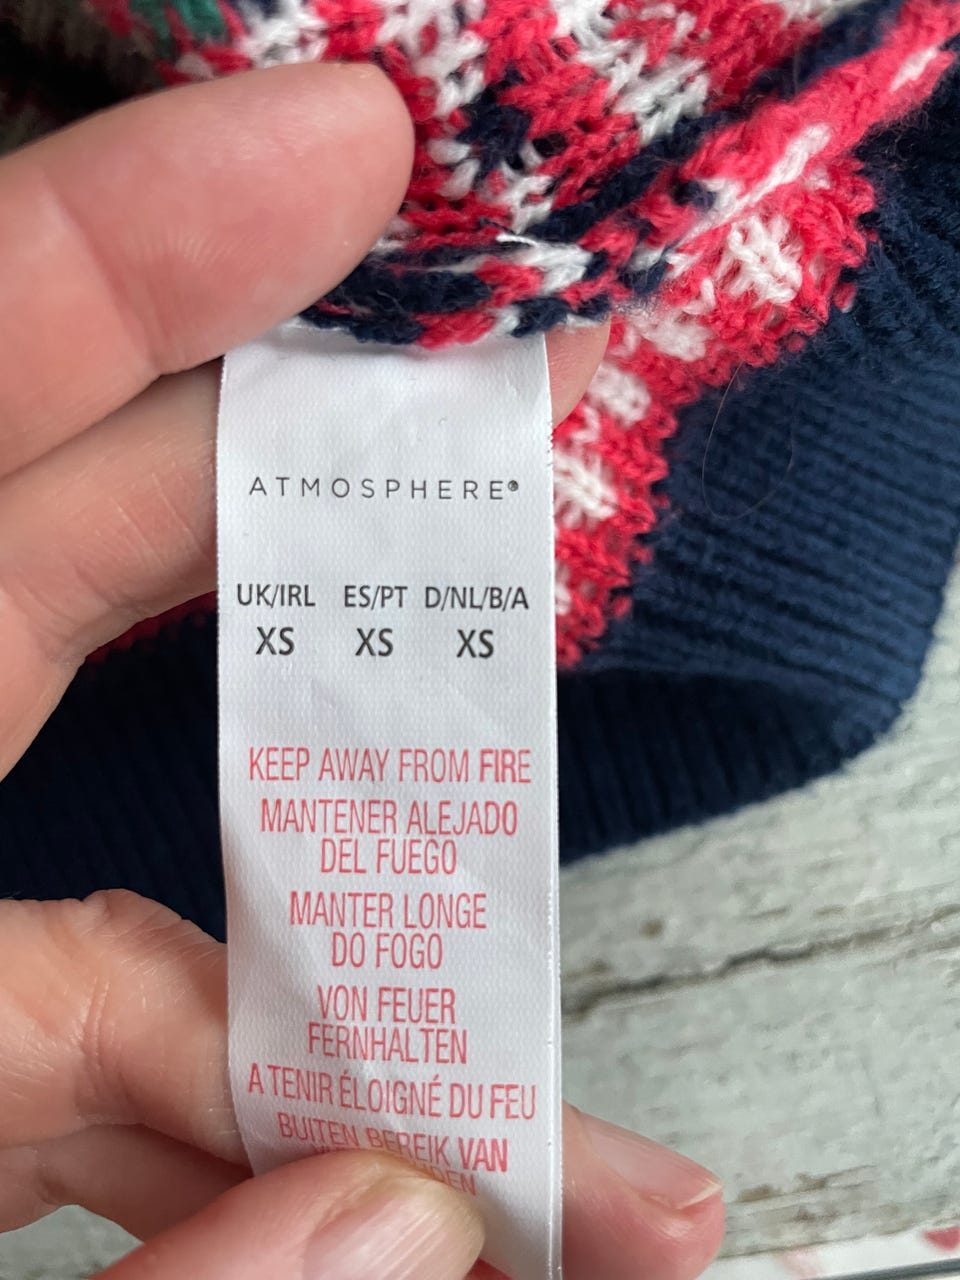 ATMOSPHERE®
UK/IRL ES/PT D/NL/B/A
XS XS XS
KEEP AWAY FROM FIRE
MANTENER ALEJADO
DEL FUEGO
MANTER LONGE
DO FOGO
VON FEUER
FERNHALTEN
A TENIR ÉLOIGNÉ DU FEU
BUITEN BEREIK VAN